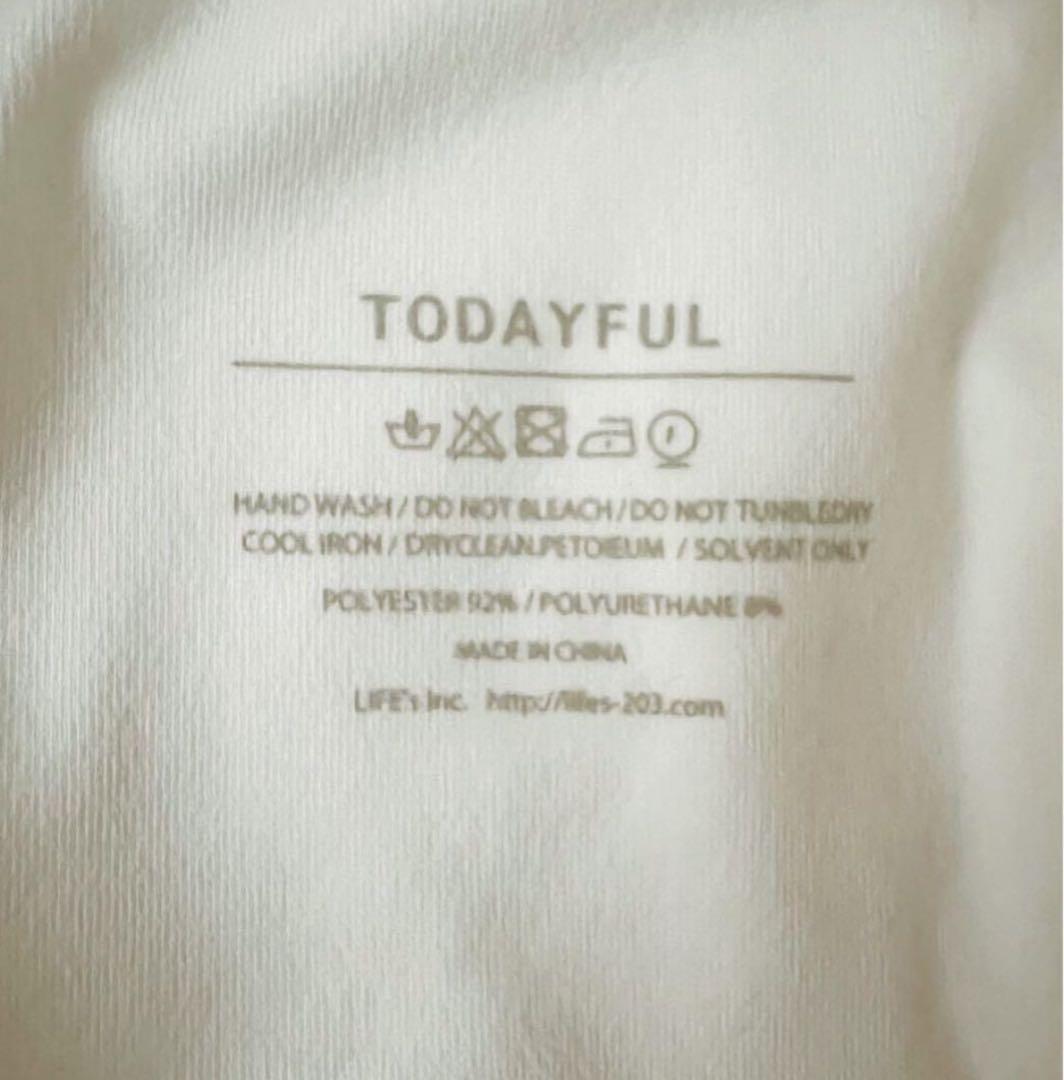 TODAYFUL
HAND WASH / DO NOT BLEACH / DO NOT TUNBLEDRY
COOL IRON / DRYCLEAN.PETOIEUM / SOLVENT ONLY
POLYESTER 92% / POLYURETHANE 8%
MADE IN CHINA
LIFE's Inc. http://lifes-203.com